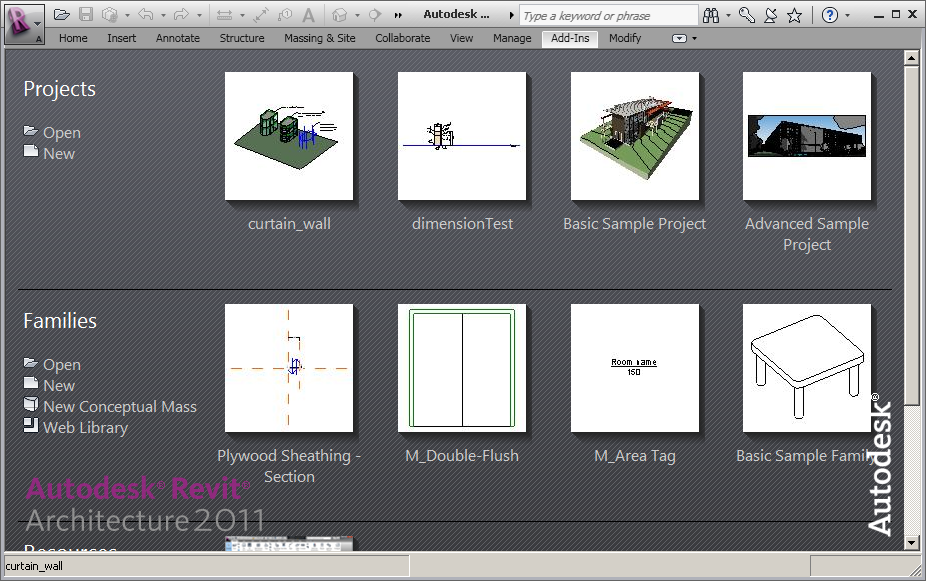 Autodesk ...
Type a keyword or phrase
Home Insert Annotate Structure Massing & Site Collaborate View Manage Add-Ins Modify
Projects
Open
New
curtain_wall
dimensionTest
Basic Sample Project
Advanced Sample
Project
Families
Open
New
New Conceptual Mass
Web Library
Room name
150
Plywood Sheathing -
Section
M_Double-Flush
M_Area Tag
Basic Sample Family
Autodesk®
Autodesk® Revit®
Architecture 2011
Resources
curtain_wall